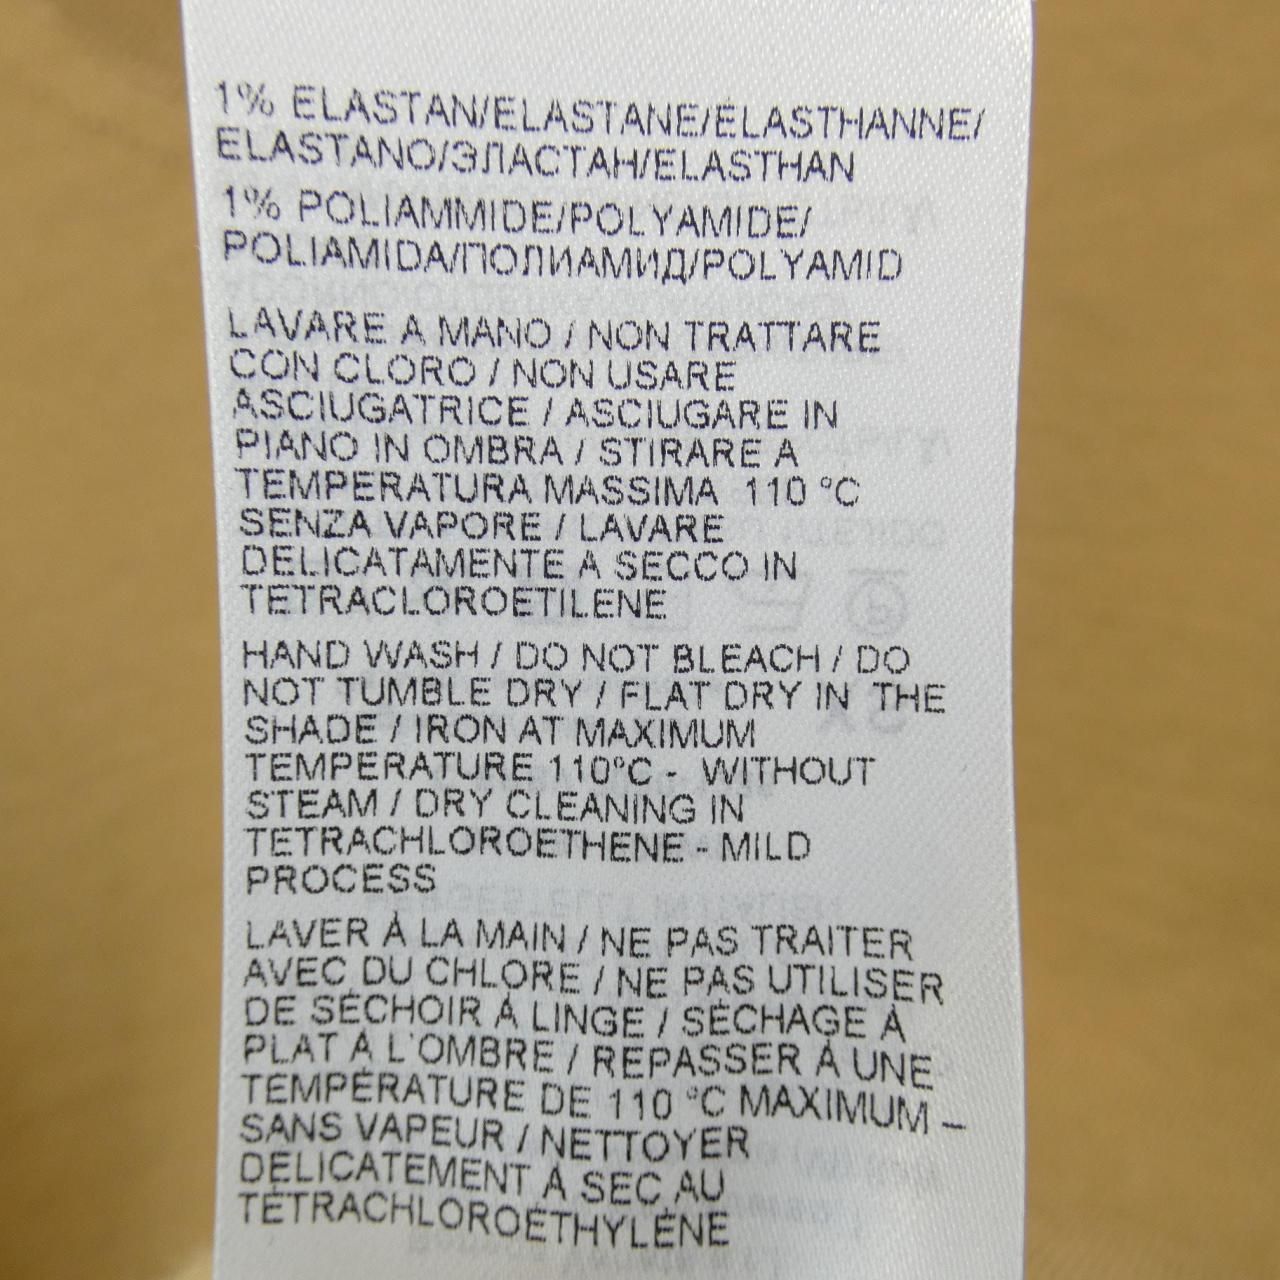 1% ELASTAN/ELASTANE/ÉLASTHANNE/
ELASTANO/ЭЛАСТАН/ELASTHAN
1% POLIAMMIDE/POLYAMIDE/
POLIAMIDA/ПОЛИАМИД/POLYAMID
LAVARE A MANO / NON TRATTARE
CON CLORO / NON USARE
ASCIUGATRICE / ASCIUGARE IN
PIANO IN OMBRA / STIRARE A
TEMPERATURA MASSIMA 110 °C
SENZA VAPORE / LAVARE
DELICATAMENTE A SECCO IN
TETRACLOROETILENE
HAND WASH / DO NOT BLEACH / DO
NOT TUMBLE DRY / FLAT DRY IN THE
SHADE / IRON AT MAXIMUM
TEMPERATURE 110°C - WITHOUT
STEAM / DRY CLEANING IN
TETRACHLOROETHENE - MILD
PROCESS
LAVER À LA MAIN / NE PAS TRAITER
AVEC DU CHLORE / NE PAS UTILISER
DE SÉCHOIR À LINGE / SÉCHAGE À
PLAT À L'OMBRE / REPASSER À UNE
TEMPÉRATURE DE 110 °C MAXIMUM –
SANS VAPEUR / NETTOYER
DÉLICATEMENT À SEC AU
TÉTRACHLOROÉTHYLÈNE